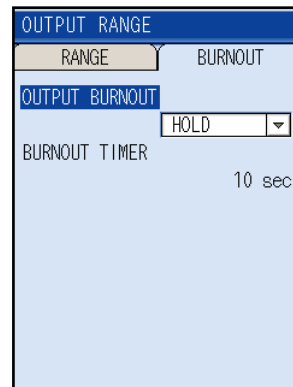 OUTPUT RANGE
RANGE BURNOUT
OUTPUT BURNOUT
HOLD
BURNOUT TIMER
10 sec